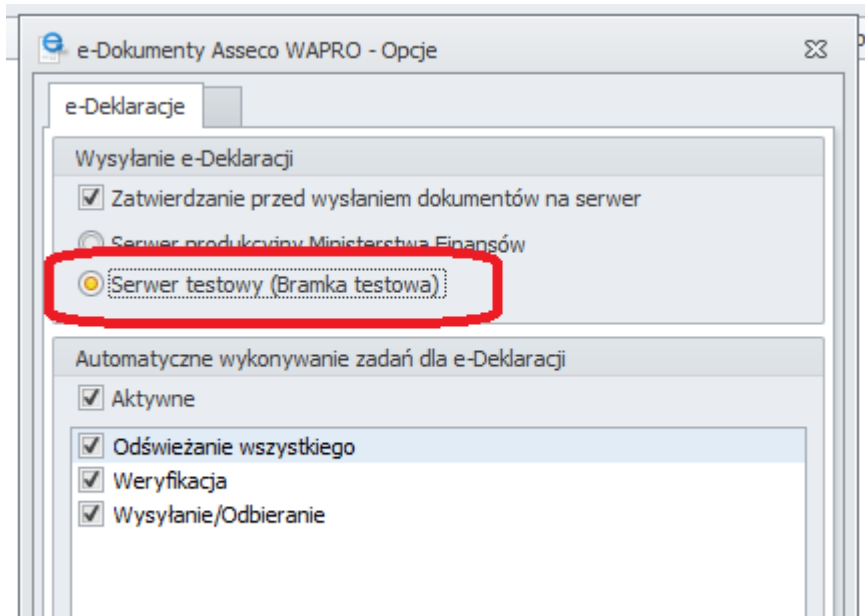 e-Dokumenty Asseco WAPRO - Opcje
e-Deklaracje
Wysyłanie e-Deklaracji
Zatwierdzanie przed wysłaniem dokumentów na serwer
Serwer produkcyjny Ministerstwa Finansów
Serwer testowy (Bramka testowa)
Automatyczne wykonywanie zadań dla e-Deklaracji
Aktywne
Odświeżanie wszystkiego
Weryfikacja
Wysyłanie/Odbieranie